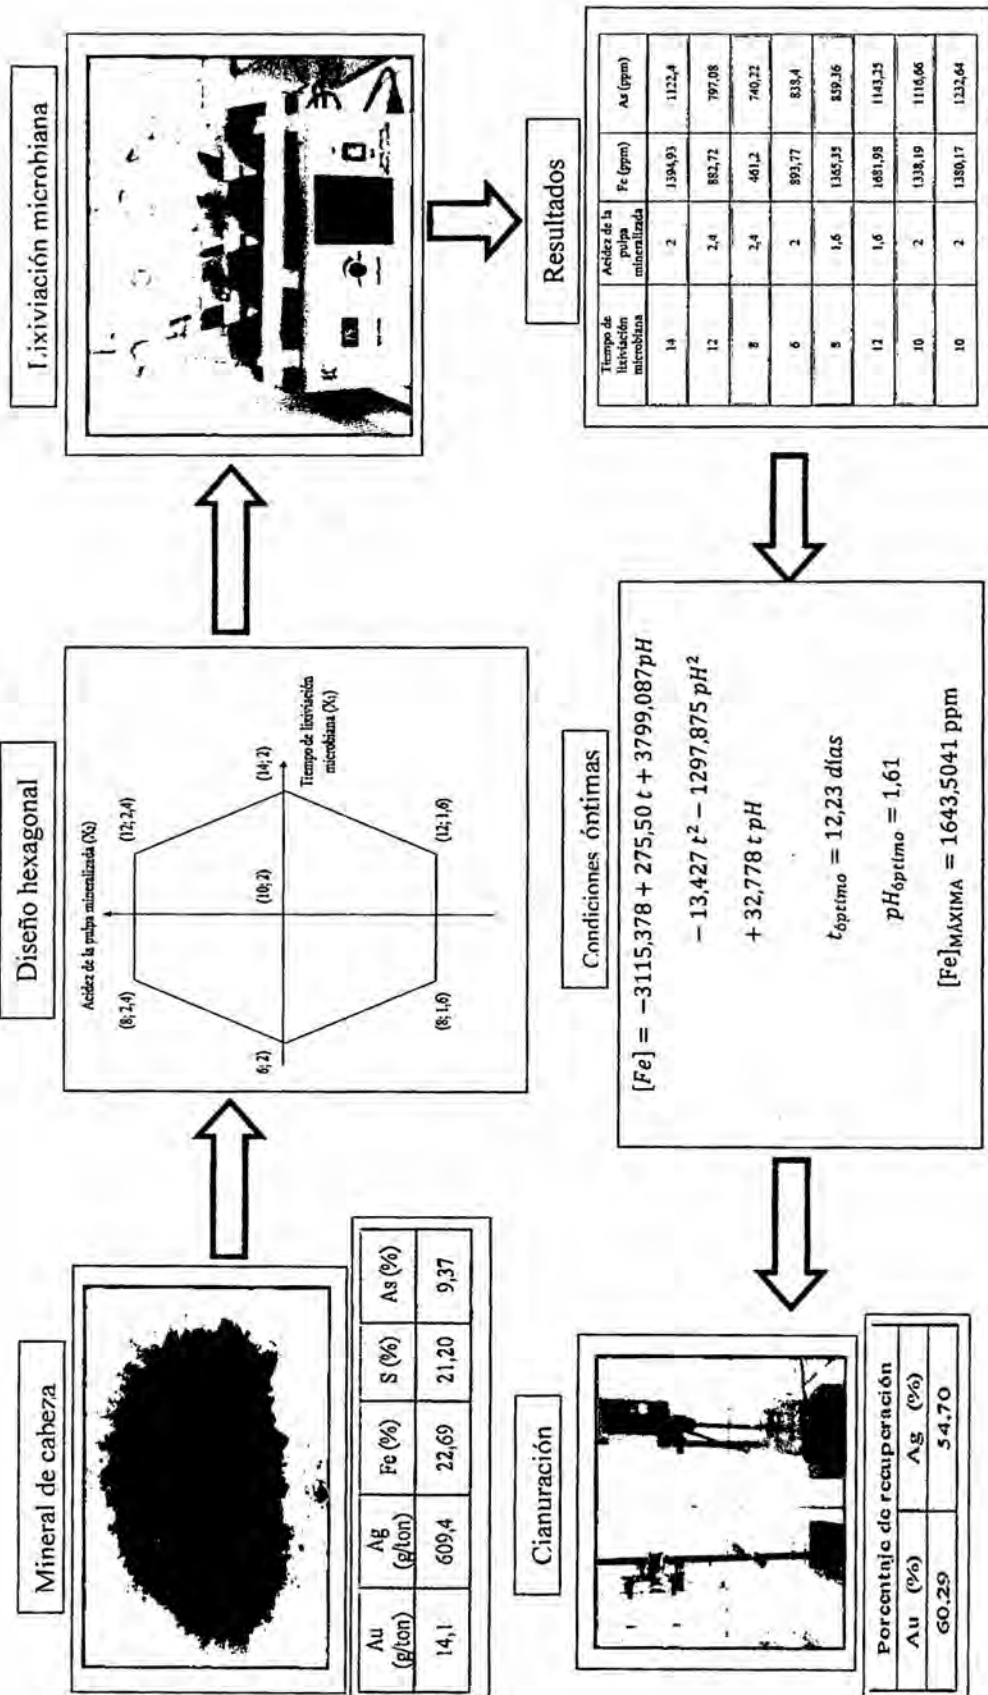 Mineral de cabeza
Au (g/ton) Ag (g/ton) Fe (%) S (%) As (%)
14,1 609,4 22,69 21,20 9,37
Diseño hexagonal
Acidez de la pulpa mineralizada (X₂)
(8; 2,4) (12; 2,4)
6; 2) (10; 2) (14; 2)
Tiempo de lixiviación
microbiana (X₁)
(8; 1,6) (12; 1,6)
Lixiviación microbiana
Resultados
Tiempo de lixiviación microbiana Acidez de la pulpa mineralizada Fe (ppm) As (ppm)
14 2 1394,93 1122,4
12 2,4 882,72 797,08
8 2,4 461,2 740,22
6 2 893,77 833,4
8 1,6 1365,35 859,36
12 1,6 1681,98 1143,25
10 2 1338,19 1116,66
10 2 1380,17 1232,64
Condiciones óptimas
[Fe] = −3115,378 + 275,50 t + 3799,087pH
− 13,427 t² − 1297,875 pH²
+ 32,778 t pH
t óptimo = 12,23 días
pH óptimo = 1,61
[Fe]MÁXIMA = 1643,5041 ppm
Cianuración
Porcentaje de recuperación
Au (%) Ag (%)
60.29 54.70